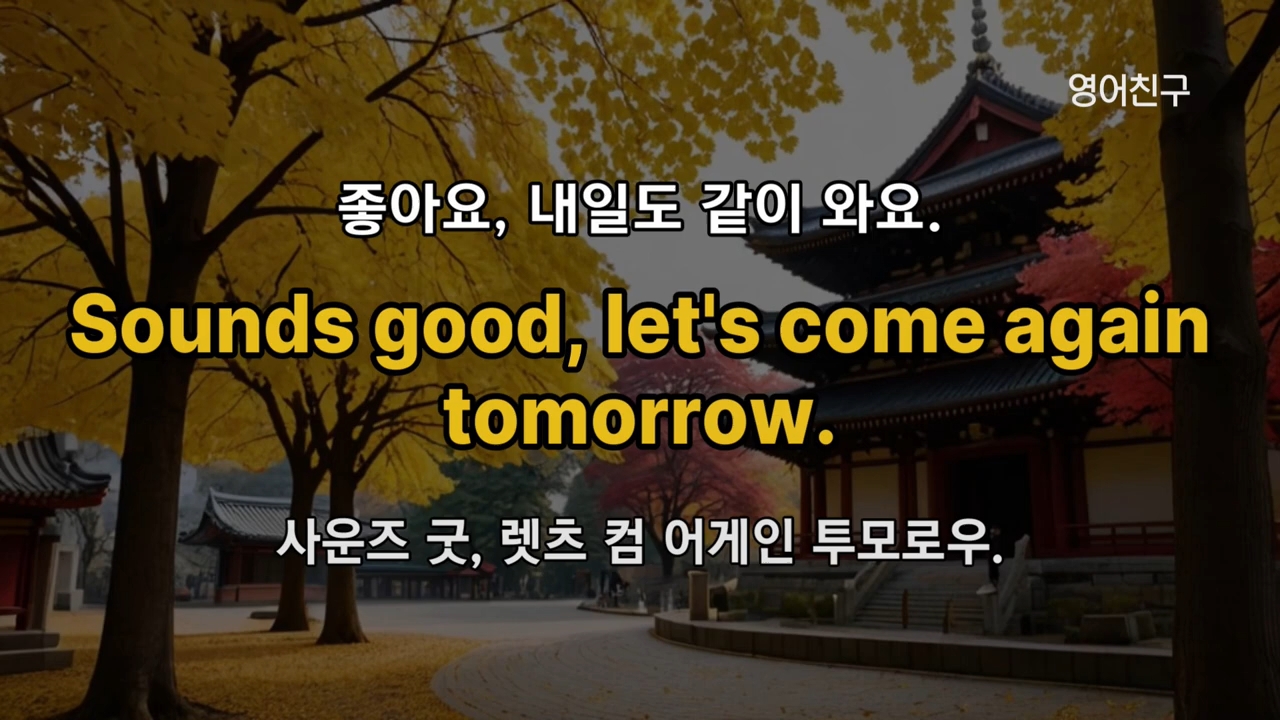 영어친구
좋아요, 내일도 같이 와요.
Sounds good, let's come again
tomorrow.
사운즈 굿, 렛츠 컴 어게인 투모로우.